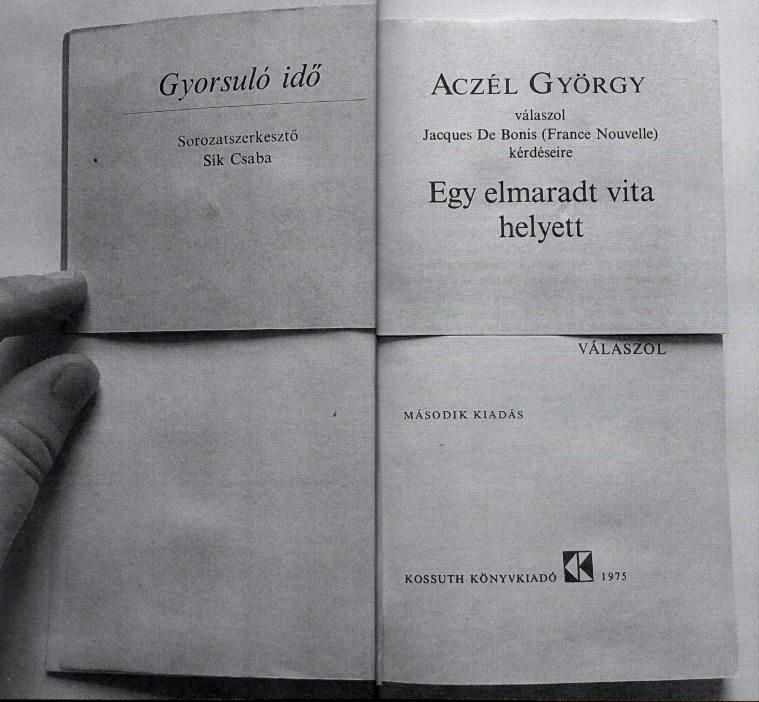 Gyorsuló idő
Sorozatszerkesztő
Sík Csaba
ACZÉL GYÖRGY
válaszol
Jacques De Bonis (France Nouvelle)
kérdéseire
Egy elmaradt vita
helyett
VÁLASZOL
MÁSODIK KIADÁS
KOSSUTH KÖNYVKIADÓ 1975